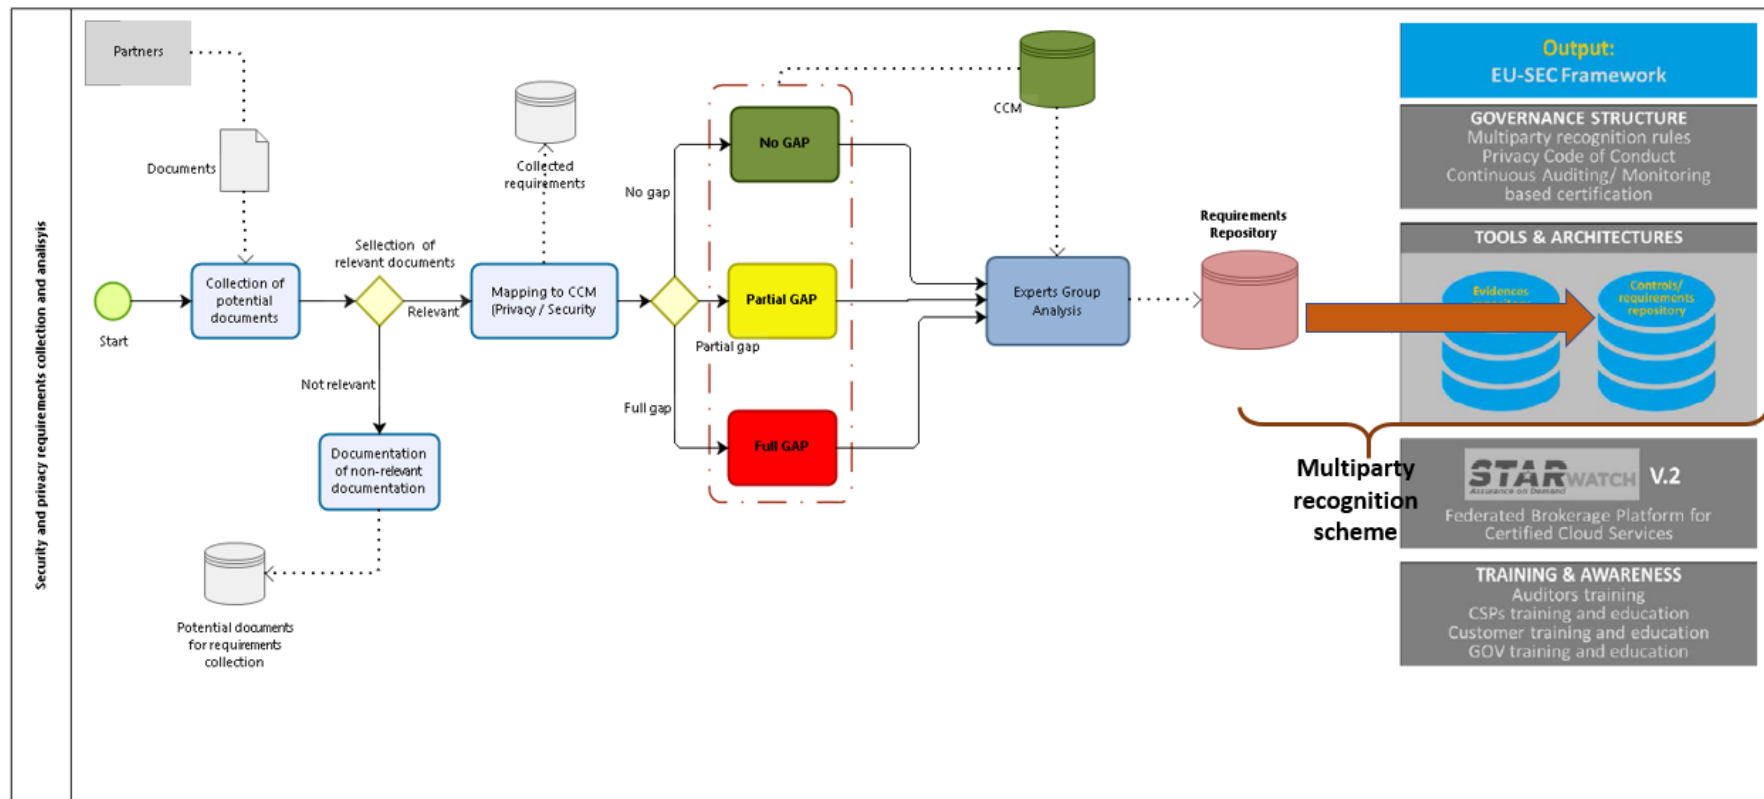 Security and privacy requirements collection and analisyis
Partners
Documents
Start
Collection of
potential
documents
Sellection of
relevant documents
Relevant
Not relevant
Documentation
of non-relevant
documentation
Potential documents
for requirements
collection
Mapping to CCM
(Privacy / Security
Collected
requirements
No gap
Partial gap
Full gap
No GAP
Partial GAP
Full GAP
CCM
Experts Group
Analysis
Requirements
Repository
Multiparty
recognition
scheme
Output:
EU-SEC Framework
GOVERNANCE STRUCTURE
Multiparty recognition rules
Privacy Code of Conduct
Continuous Auditing/ Monitoring
based certification
TOOLS & ARCHITECTURES
Evidences
Controls/
requirements
repository
STARWATCH V.2
Assurance on Demand
Federated Brokerage Platform for
Certified Cloud Services
TRAINING & AWARENESS
Auditors training
CSPs training and education
Customer training and education
GOV training and education